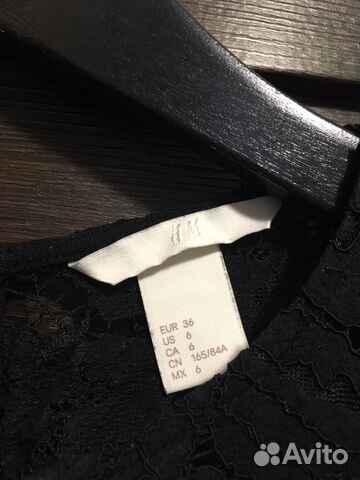 H&M
EUR 36
US 6
CA 6
CN 165/84A
MX 6
Avito